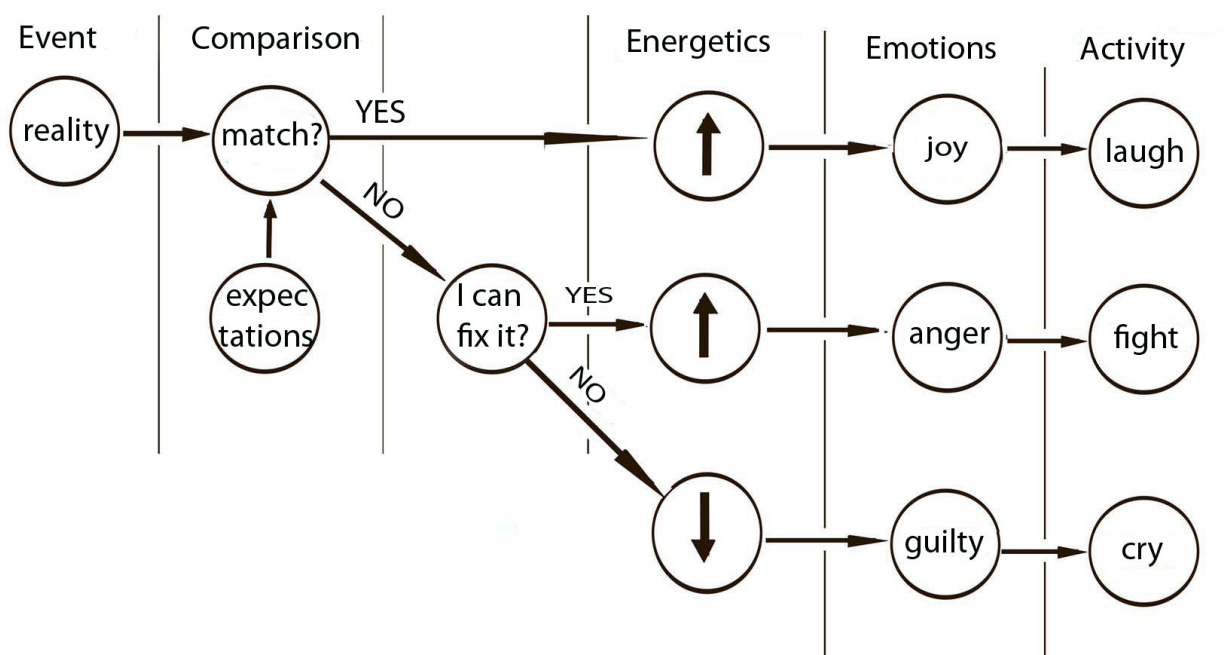 Event
Comparison
Energetics
Emotions
Activity
reality
match?
YES
joy
laugh
NO
expec
tations
I can
fix it?
YES
anger
fight
NO
guilty
cry